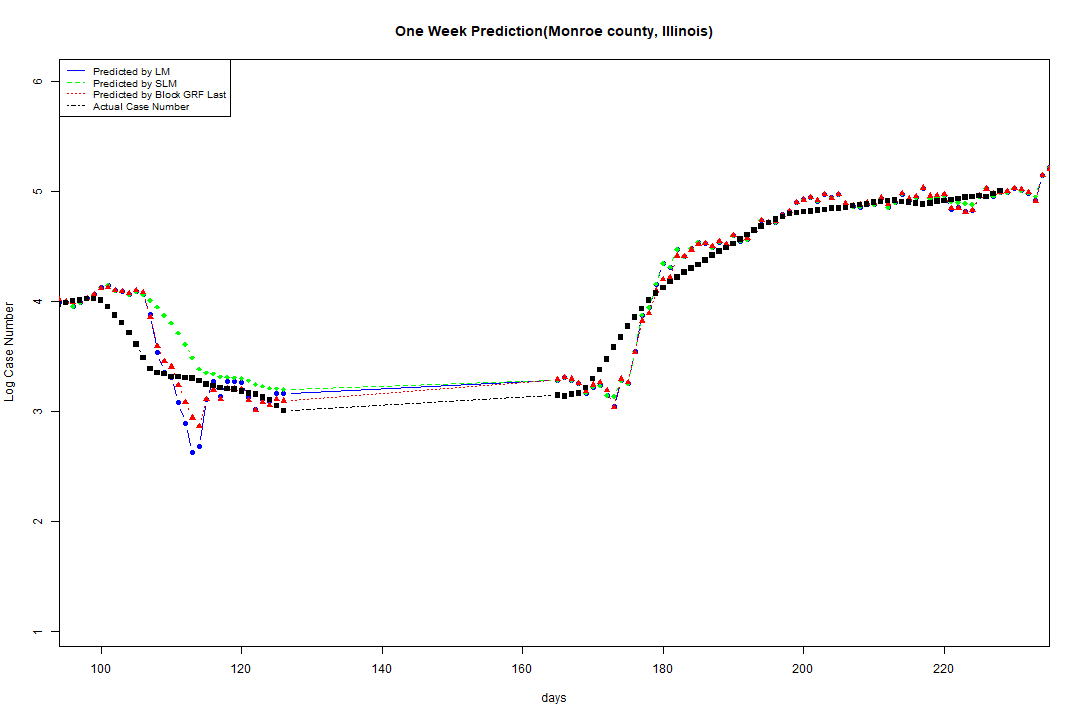 One Week Prediction(Monroe county, Illinois)
Predicted by LM
Predicted by SLM
Predicted by Block GRF Last
Actual Case Number
6
5
4
3
2
1
Log Case Number
100 120 140 160 180 200 220
days